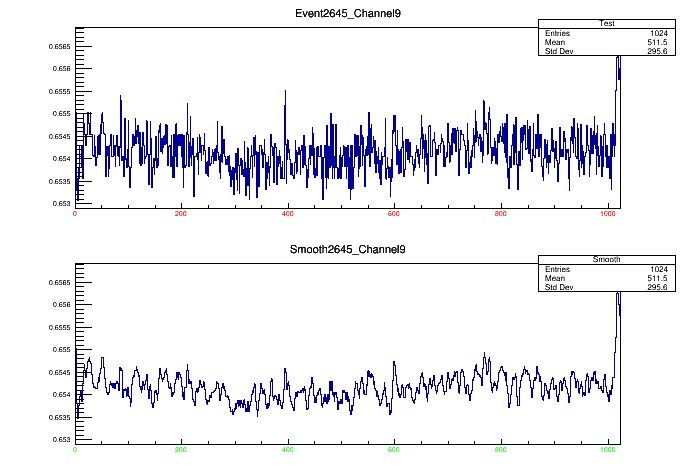 Event2645_Channel9
Test
Entries 1024
Mean 511.5
Std Dev 295.6
0.6565
0.656
0.6555
0.655
0.6545
0.654
0.6535
0.653
0 200 400 600 800 1000
Smooth2645_Channel9
Smooth
Entries 1024
Mean 511.5
Std Dev 295.6
0.6565
0.656
0.6555
0.655
0.6545
0.654
0.6535
0.653
0 200 400 600 800 1000